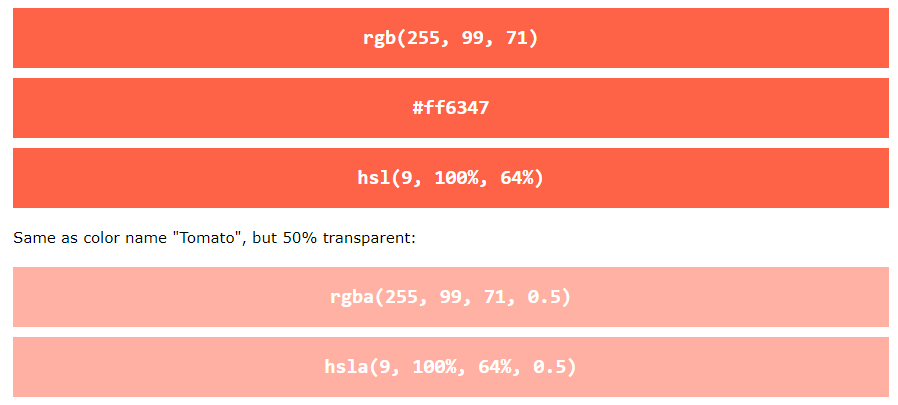 rgb(255, 99, 71)
#ff6347
hsl(9, 100%, 64%)
Same as color name "Tomato", but 50% transparent:
rgba(255, 99, 71, 0.5)
hsla(9, 100%, 64%, 0.5)